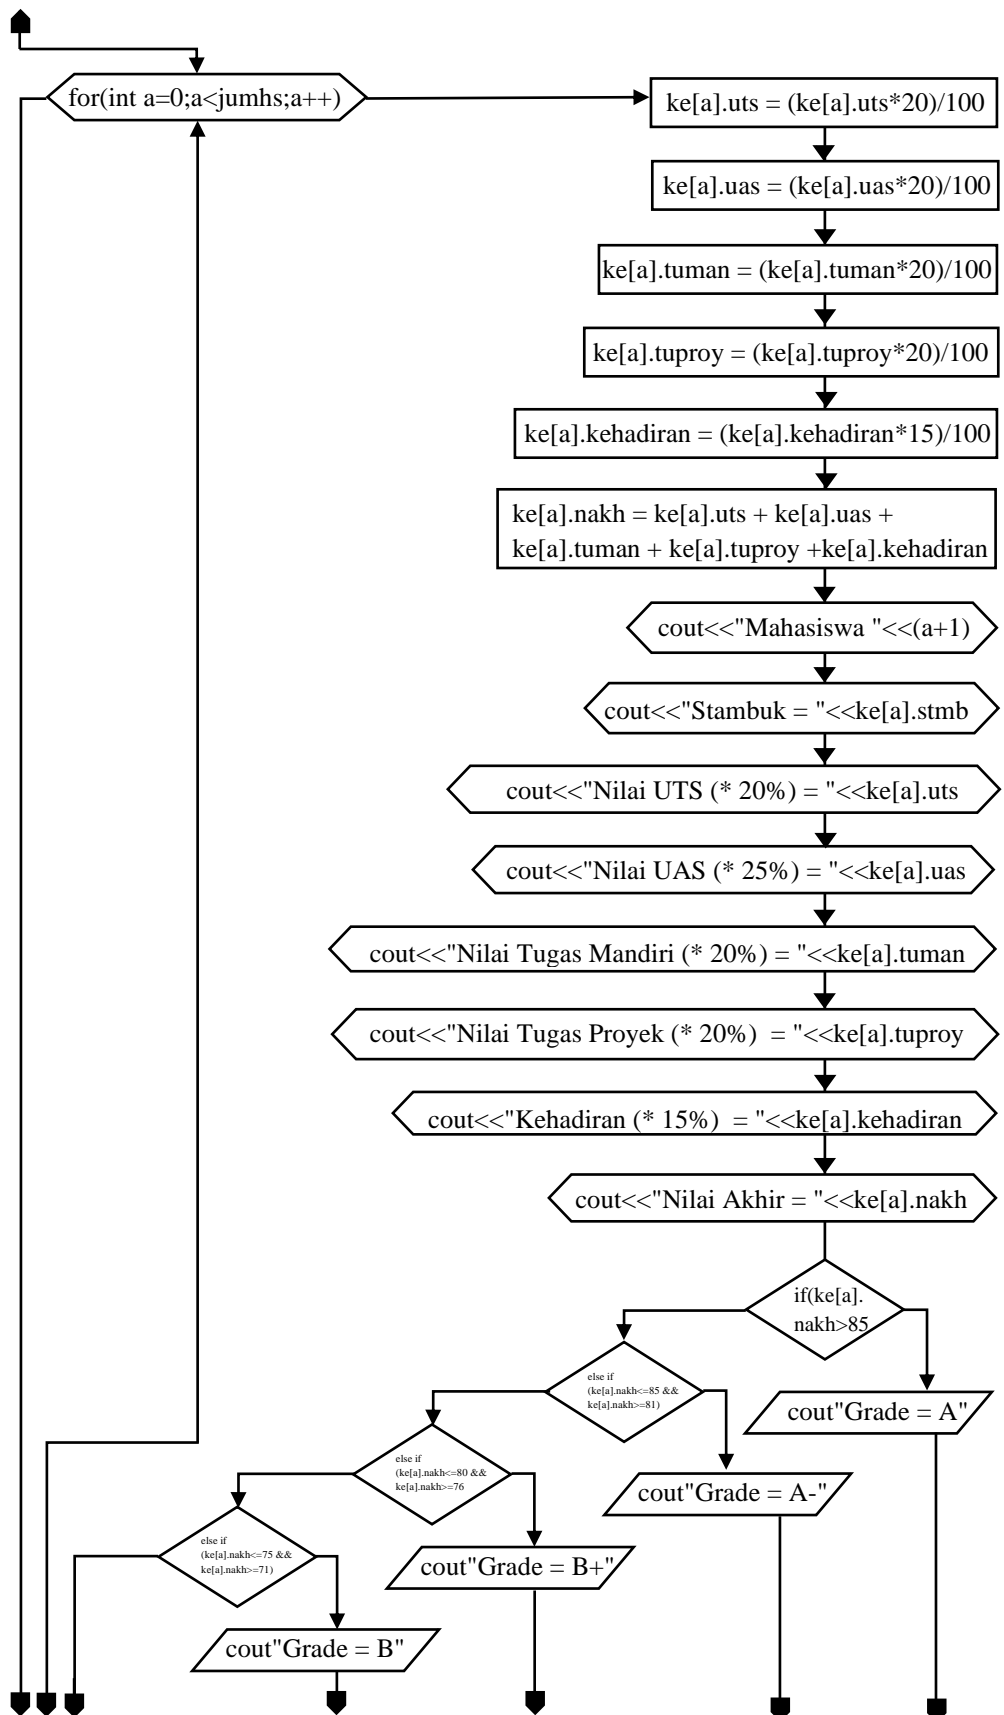 for(int a=0;a<jumhs;a++)
ke[a].uts = (ke[a].uts*20)/100
ke[a].uas = (ke[a].uas*20)/100
ke[a].tuman = (ke[a].tuman*20)/100
ke[a].tuproy = (ke[a].tuproy*20)/100
ke[a].kehadiran = (ke[a].kehadiran*15)/100
ke[a].nakh = ke[a].uts + ke[a].uas +
ke[a].tuman + ke[a].tuproy +ke[a].kehadiran
cout<<"Mahasiswa "<<(a+1)
cout<<"Stambuk = "<<ke[a].stmb
cout<<"Nilai UTS (* 20%) = "<<ke[a].uts
cout<<"Nilai UAS (* 25%) = "<<ke[a].uas
cout<<"Nilai Tugas Mandiri (* 20%) = "<<ke[a].tuman
cout<<"Nilai Tugas Proyek (* 20%)  = "<<ke[a].tuproy
cout<<"Kehadiran (* 15%)  = "<<ke[a].kehadiran
cout<<"Nilai Akhir = "<<ke[a].nakh
if(ke[a].
nakh>85
else if
(ke[a].nakh<=85 &&
ke[a].nakh>=81)
cout"Grade = A"
else if
(ke[a].nakh<=80 &&
ke[a].nakh>=76
cout"Grade = A-"
else if
(ke[a].nakh<=75 &&
ke[a].nakh>=71)
cout"Grade = B+"
cout"Grade = B"